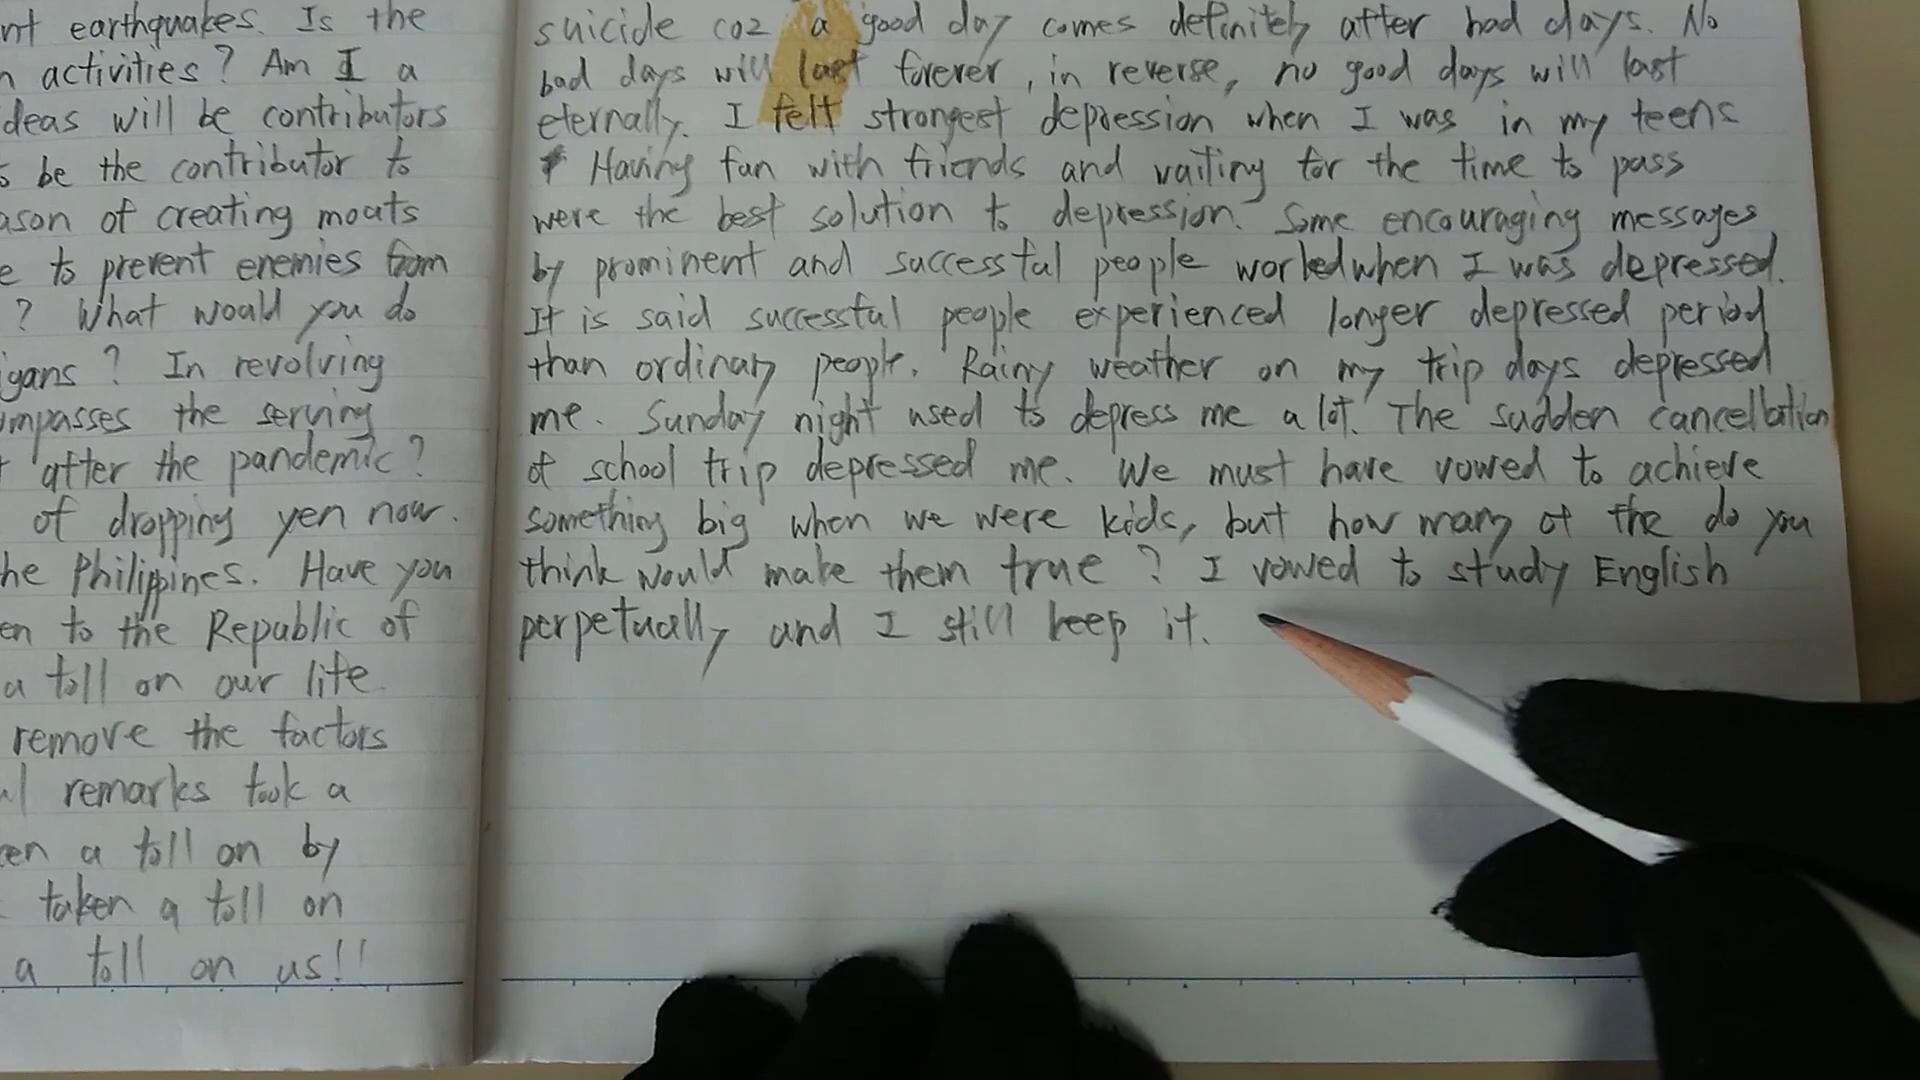 nt earthquakes. Is the
n activities? Am I a
deas will be contributors
be the contributor to
ason of creating moats
e to prevent enemies from
? What would you do
igans? In revolving
mpasses the serving
after the pandemic?
of dropping yen now.
he Philippines. Have you
en to the Republic of
a toll on our life.
remove the factors
l remarks took a
en a toll on by
taken a toll on
a toll on us!!
suicide coz a good day comes definitely after bad days. No
bad days will last forever, in reverse, no good days will last
eternally. I felt strongest depression when I was in my teens
Having fun with friends and vaiting for the time to pass
were the best solution to depression. Some encouraging messages
by prominent and successful people worked when I was depressed.
It is said successful people experienced longer depressed period
than ordinary people. Rainy weather on my trip days depressed
me. Sunday night used to depress me a lot. The sudden cancellation
of school trip depressed me. We must have vowed to achieve
something big when we were kids, but how many of the do you
think would make them true? I vowed to study English
perpetually and I still keep it.